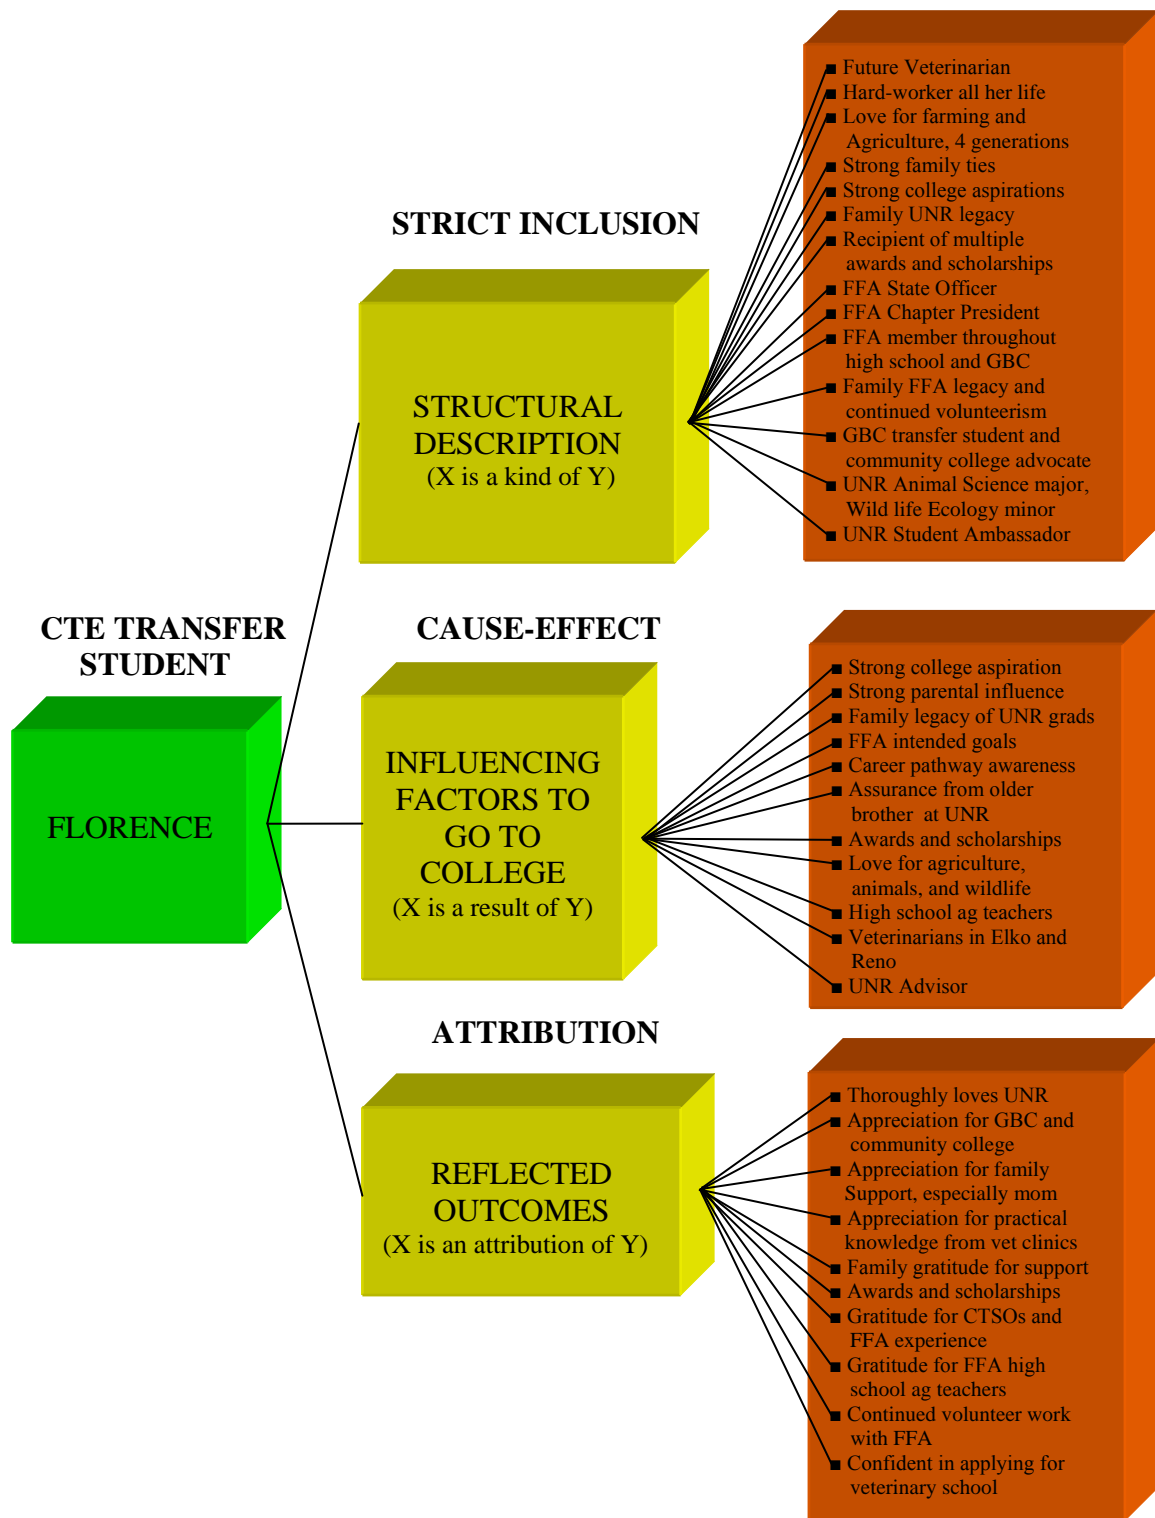 STRICT INCLUSION
STRUCTURAL
DESCRIPTION
(X is a kind of Y)
■ Future Veterinarian
■ Hard-worker all her life
■ Love for farming and
Agriculture, 4 generations
■ Strong family ties
■ Strong college aspirations
■ Family UNR legacy
■ Recipient of multiple
awards and scholarships
■ FFA State Officer
■ FFA Chapter President
■ FFA member throughout
high school and GBC
■ Family FFA legacy and
continued volunteerism
■ GBC transfer student and
community college advocate
■ UNR Animal Science major,
Wild life Ecology minor
■ UNR Student Ambassador
CTE TRANSFER
STUDENT
FLORENCE
CAUSE-EFFECT
INFLUENCING
FACTORS TO
GO TO
COLLEGE
(X is a result of Y)
■ Strong college aspiration
■ Strong parental influence
■ Family legacy of UNR grads
■ FFA intended goals
■ Career pathway awareness
■ Assurance from older
brother at UNR
■ Awards and scholarships
■ Love for agriculture,
animals, and wildlife
■ High school ag teachers
■ Veterinarians in Elko and
Reno
■ UNR Advisor
ATTRIBUTION
REFLECTED
OUTCOMES
(X is an attribution of Y)
■ Thoroughly loves UNR
■ Appreciation for GBC and
community college
■ Appreciation for family
Support, especially mom
■ Appreciation for practical
knowledge from vet clinics
■ Family gratitude for support
■ Awards and scholarships
■ Gratitude for CTSOs and
FFA experience
■ Gratitude for FFA high
school ag teachers
■ Continued volunteer work
with FFA
■ Confident in applying for
veterinary school